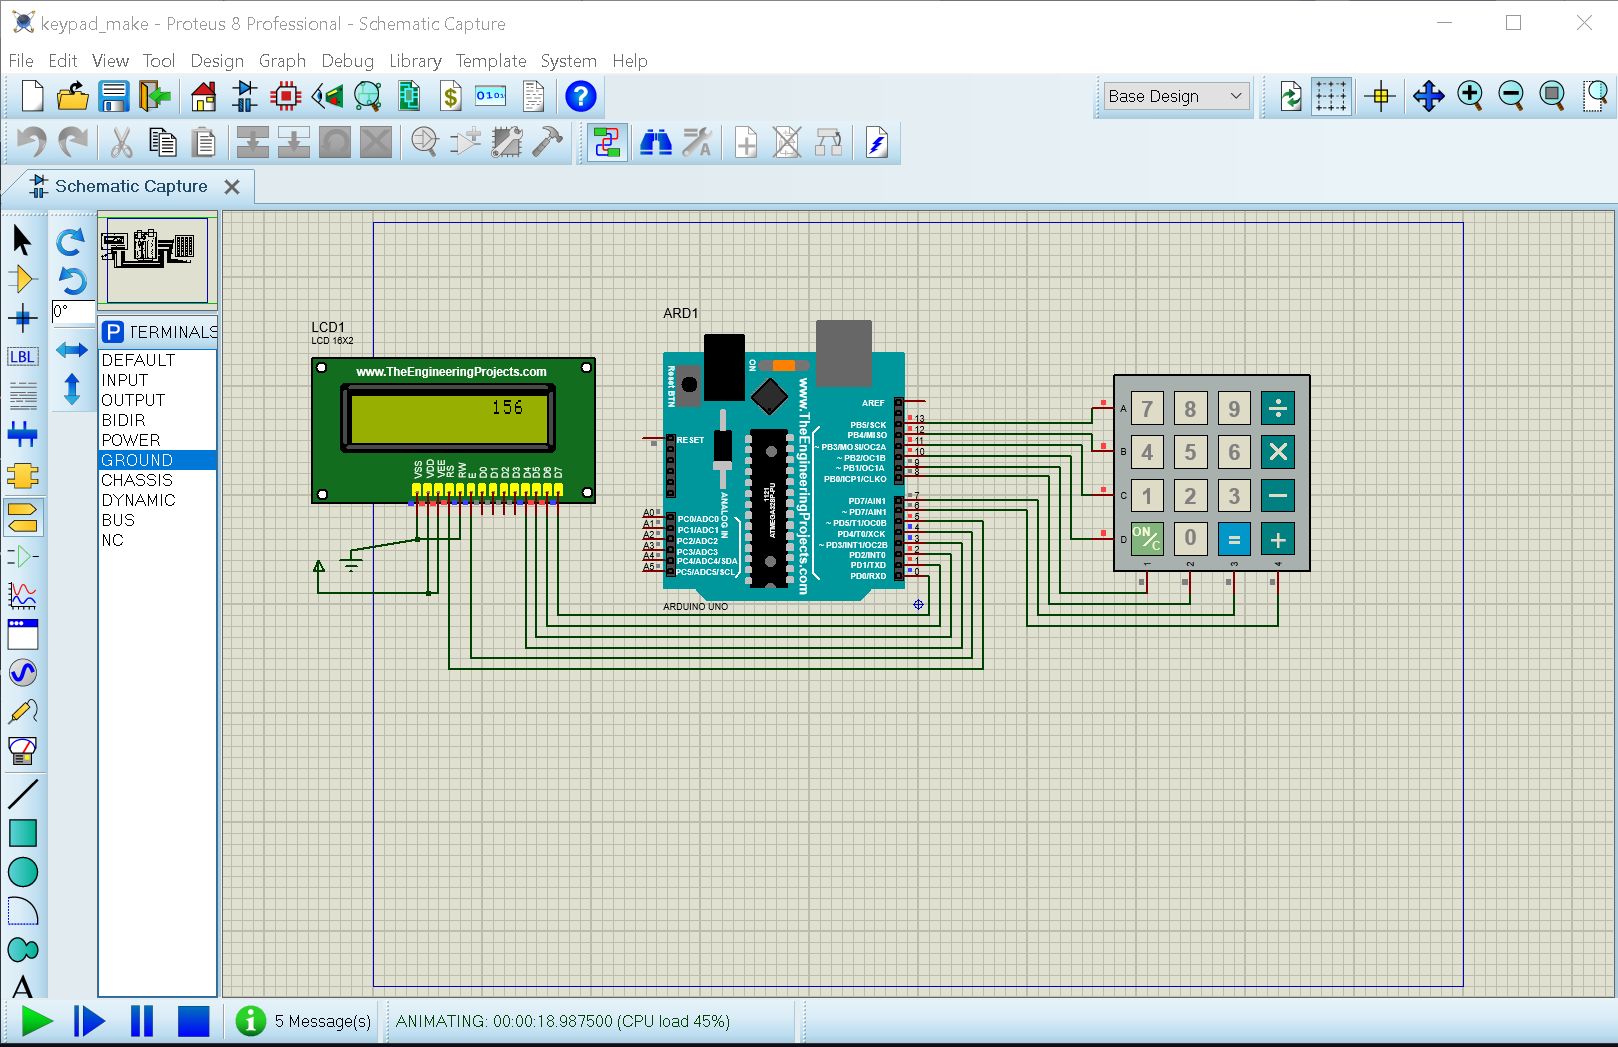 keypad_make - Proteus 8 Professional - Schematic Capture
File Edit View Tool Design Graph Debug Library Template System Help
$ 0101 ? Base Design
A
Schematic Capture
0°
P TERMINALS
LBL
DEFAULT
INPUT
OUTPUT
BIDIR
POWER
GROUND
CHASSIS
DYNAMIC
BUS
NC
A
LCD1
LCD 16X2
www.TheEngineeringProjects.com
156
VSS
VDD
VEE
RS
RW
E
D0
D1
D2
D3
D4
D5
D6
D7
ARD1
Reset BTN
ON
www.TheEngineeringProjects.com
RESET
ANALOG IN
1121
ATMEGA328P-PU
A0 PC0/ADC0
A1 PC1/ADC1
A2 PC2/ADC2
A3 PC3/ADC3
A4 PC4/ADC4/SDA
A5 PC5/ADC5/SCL
AREF
PB5/SCK 13
PB4/MISO 12
~ PB3/MOSI/OC2A 11
~ PB2/OC1B 10
~ PB1/OC1A 9
PB0/ICP1/CLKO 8
PD7/AIN1 7
~ PD7/AIN1 6
~ PD5/T1/OC0B 5
PD4/T0/XCK 4
~ PD3/INT1/OC2B 3
PD2/INT0 2
PD1/TXD 1
PD0/RXD 0
ARDUINO UNO
A 7 8 9 ÷
B 4 5 6 ×
C 1 2 3 −
D ON/C 0 = +
1 2 3 4
5 Message(s) ANIMATING: 00:00:18.987500 (CPU load 45%)